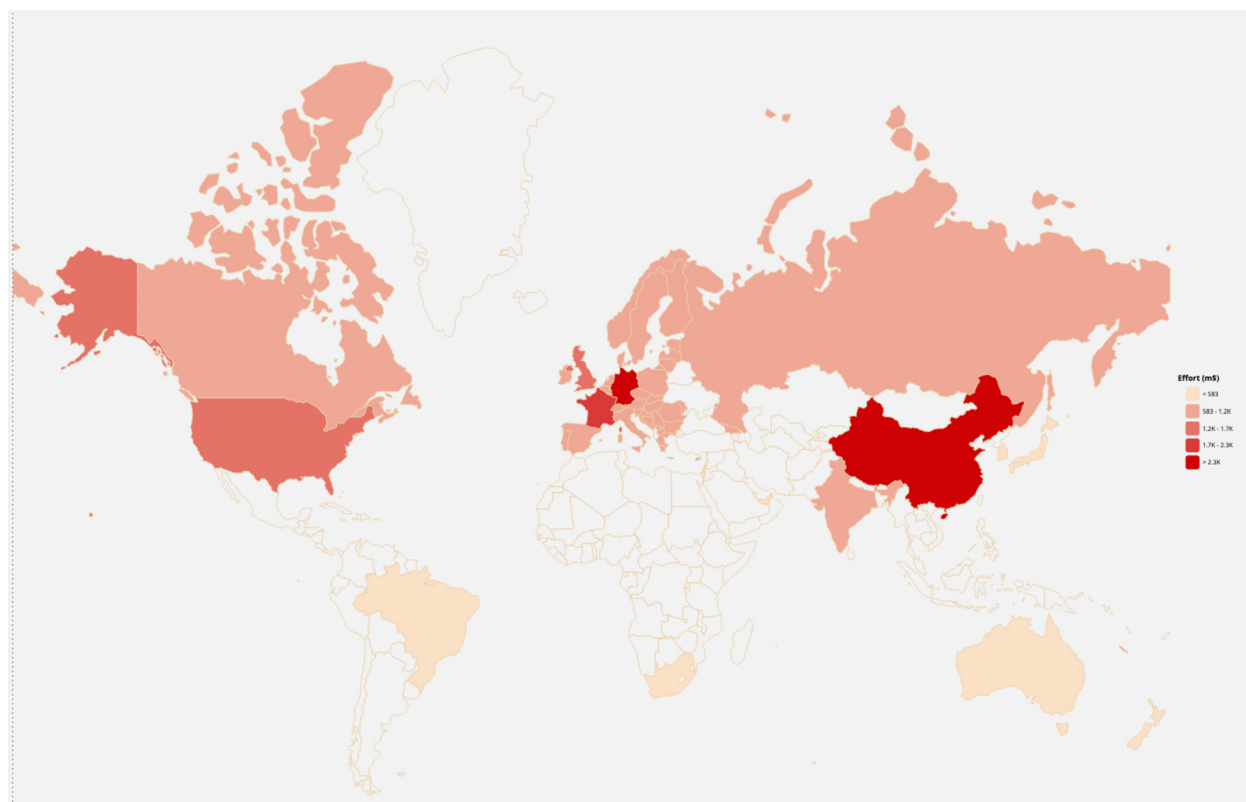 Effort (m$)
< 583
583 - 1.2K
1.2K - 1.7K
1.7K - 2.3K
> 2.3K